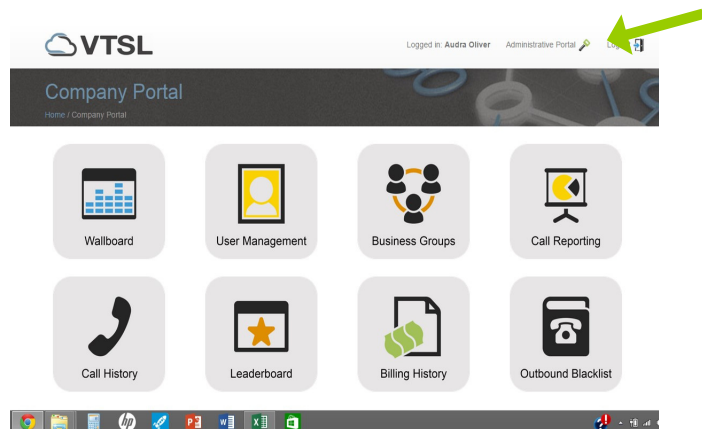 VTSL
Logged in: Audra Oliver Administrative Portal
Company Portal
Home / Company Portal
Wallboard
User Management
Business Groups
Call Reporting
Call History
Leaderboard
Billing History
Outbound Blacklist